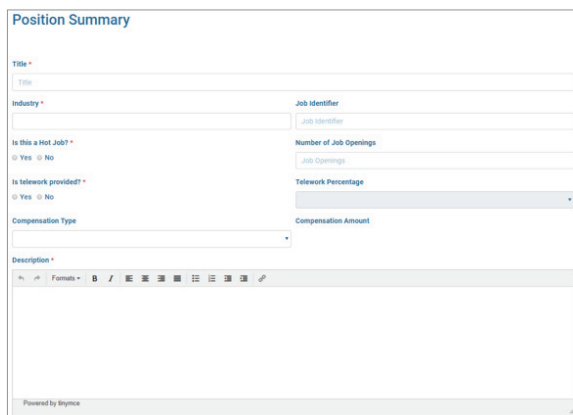 Position Summary
Title *
Title
Industry *
Job Identifier
Job Identifier
Is this a Hot Job? *
Number of Job Openings
Yes No
Job Openings
Is telework provided? *
Telework Percentage
Yes No
Compensation Type
Compensation Amount
Description *
Formats B I
Powered by tinymce